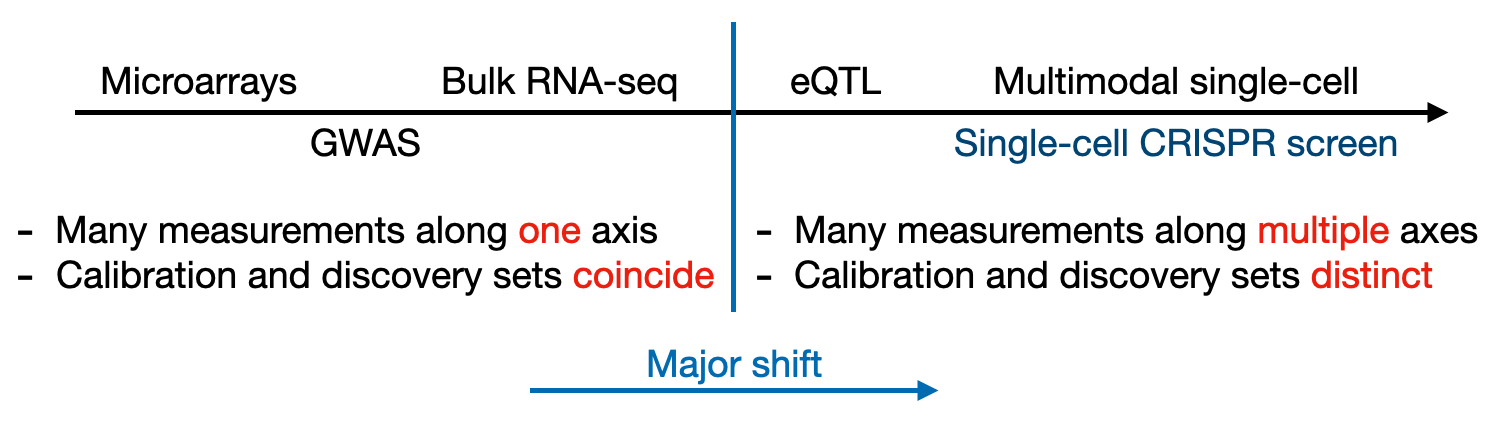 Microarrays
Bulk RNA-seq
eQTL
Multimodal single-cell
GWAS
Single-cell CRISPR screen
- Many measurements along one axis
- Calibration and discovery sets coincide
- Many measurements along multiple axes
- Calibration and discovery sets distinct
Major shift